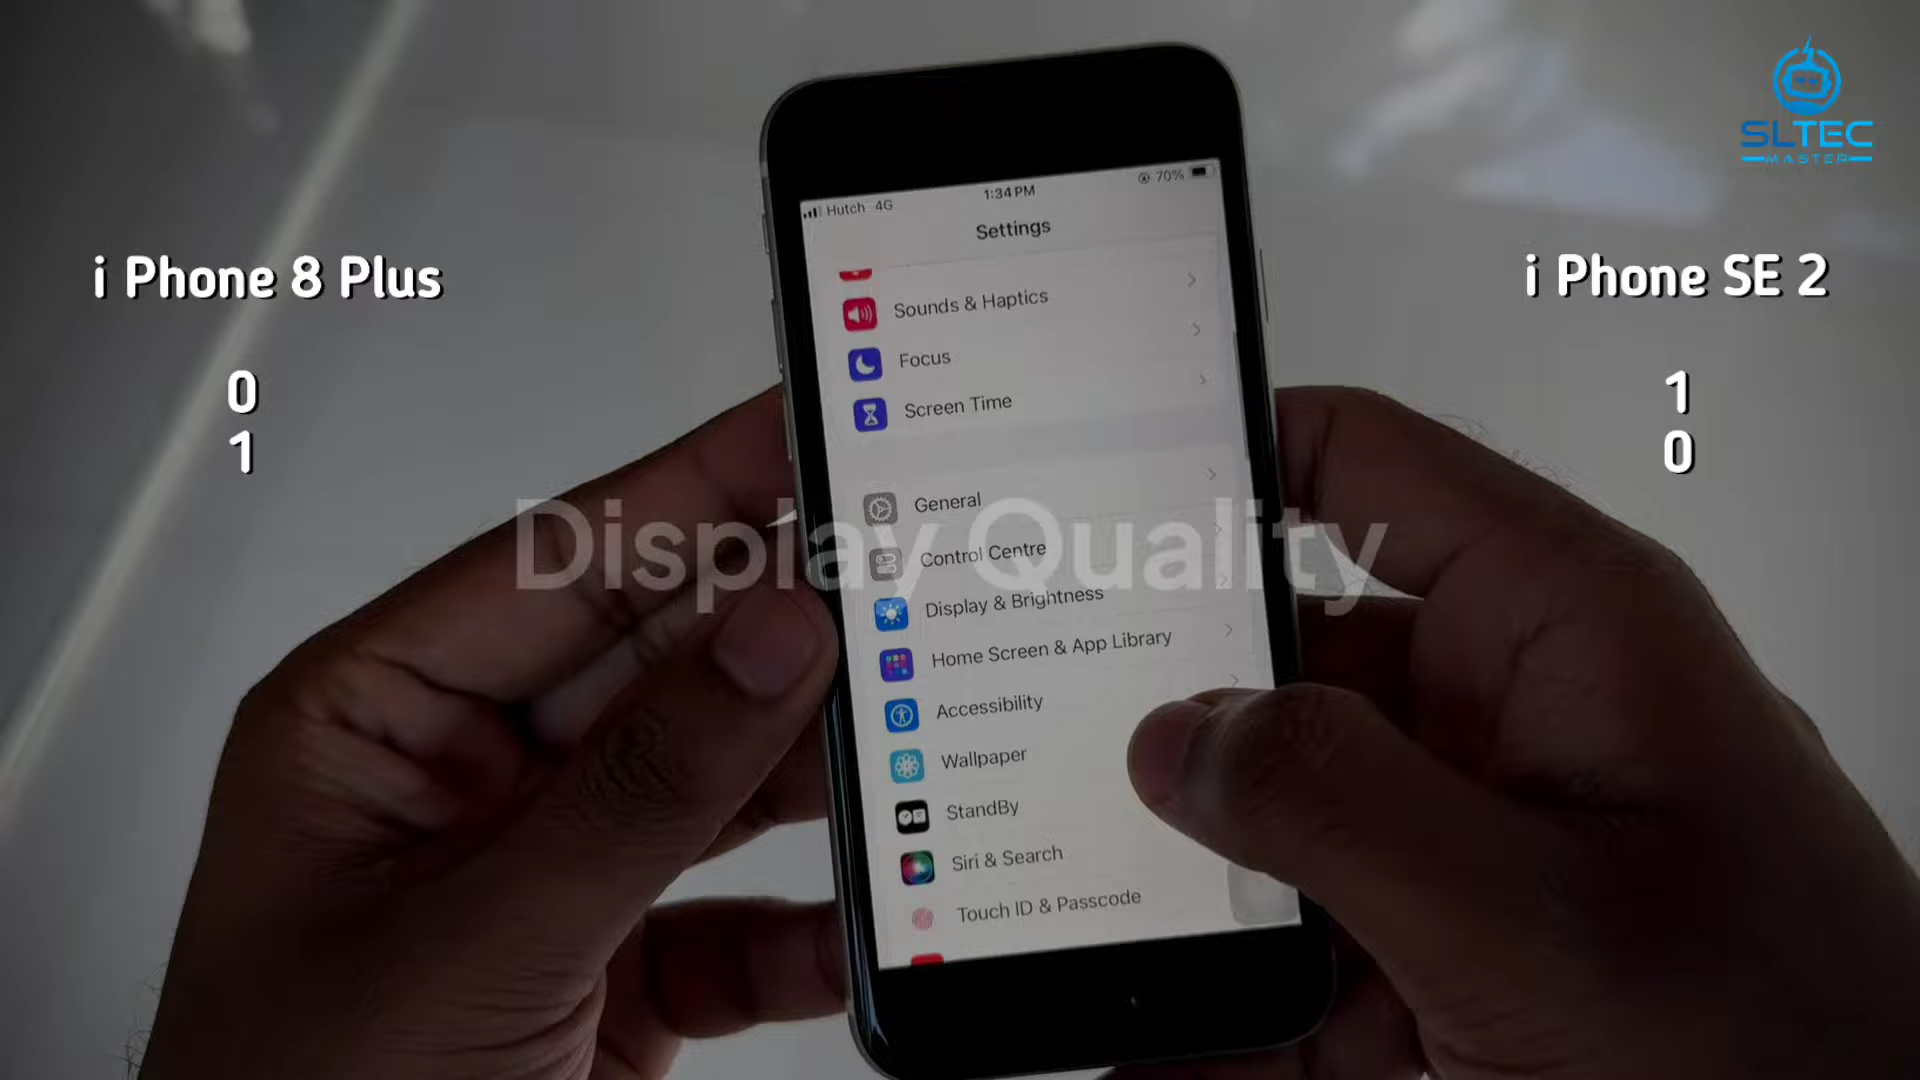 SLTEC
MASTER
i Phone 8 Plus
0
1
i Phone SE 2
1
0
Display Quality
Hutch 4G
1:34 PM
70%
Settings
Sounds & Haptics
Focus
Screen Time
General
Control Centre
Display & Brightness
Home Screen & App Library
Accessibility
Wallpaper
StandBy
Siri & Search
Touch ID & Passcode